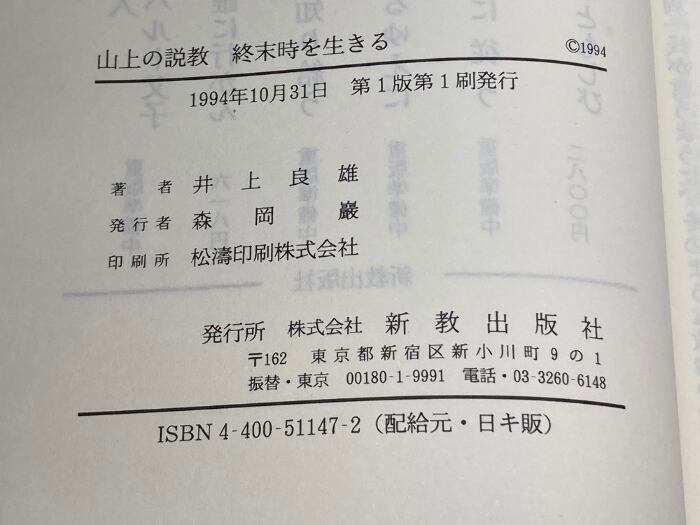 山上の説教 終末時を生きる
©1994
1994年10月31日 第1版第1刷発行
著者 井上良雄
発行者 森岡巖
印刷所 松濤印刷株式会社
発行所 株式会社 新教出版社
〒162 東京都新宿区新小川町9の1
振替・東京 00180-1-9991 電話・03-3260-6148
ISBN 4-400-51147-2(配給元・日キ販)